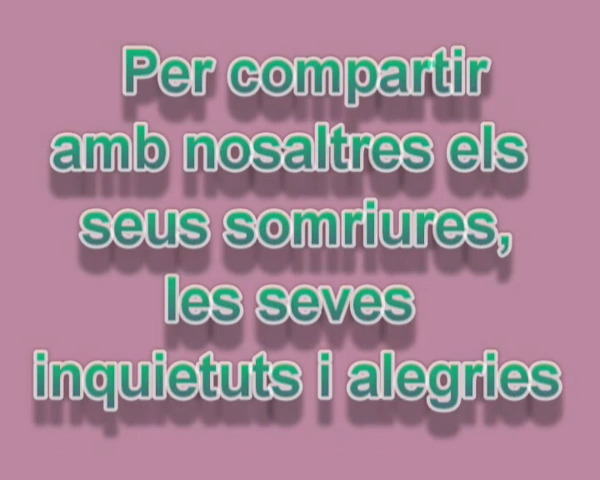 Per compartir
amb nosaltres els
seus somriures,
les seves
inquietuts i alegries